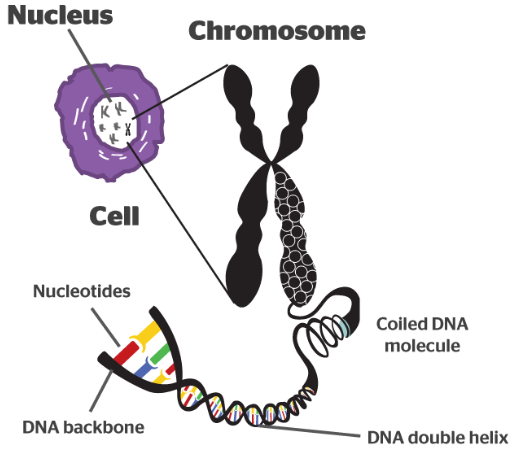 Nucleus
Chromosome
Cell
Nucleotides
Coiled DNA
molecule
DNA backbone
DNA double helix